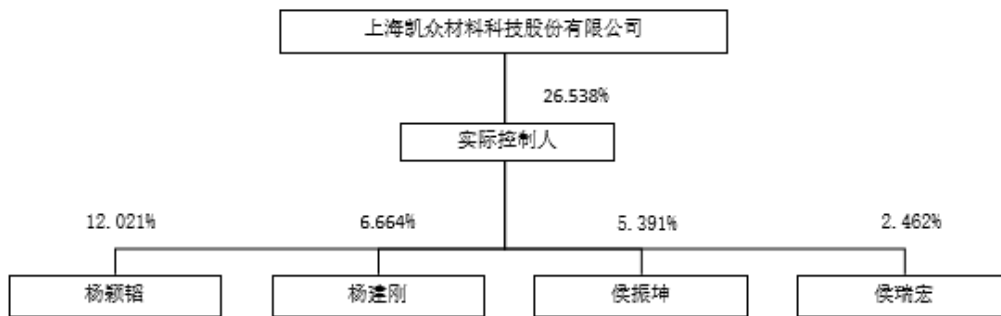 上海凯众材料科技股份有限公司
26.538%
实际控制人
12.021%
6.664%
5.391%
2.462%
杨颖韬
杨建刚
侯振坤
侯瑞宏